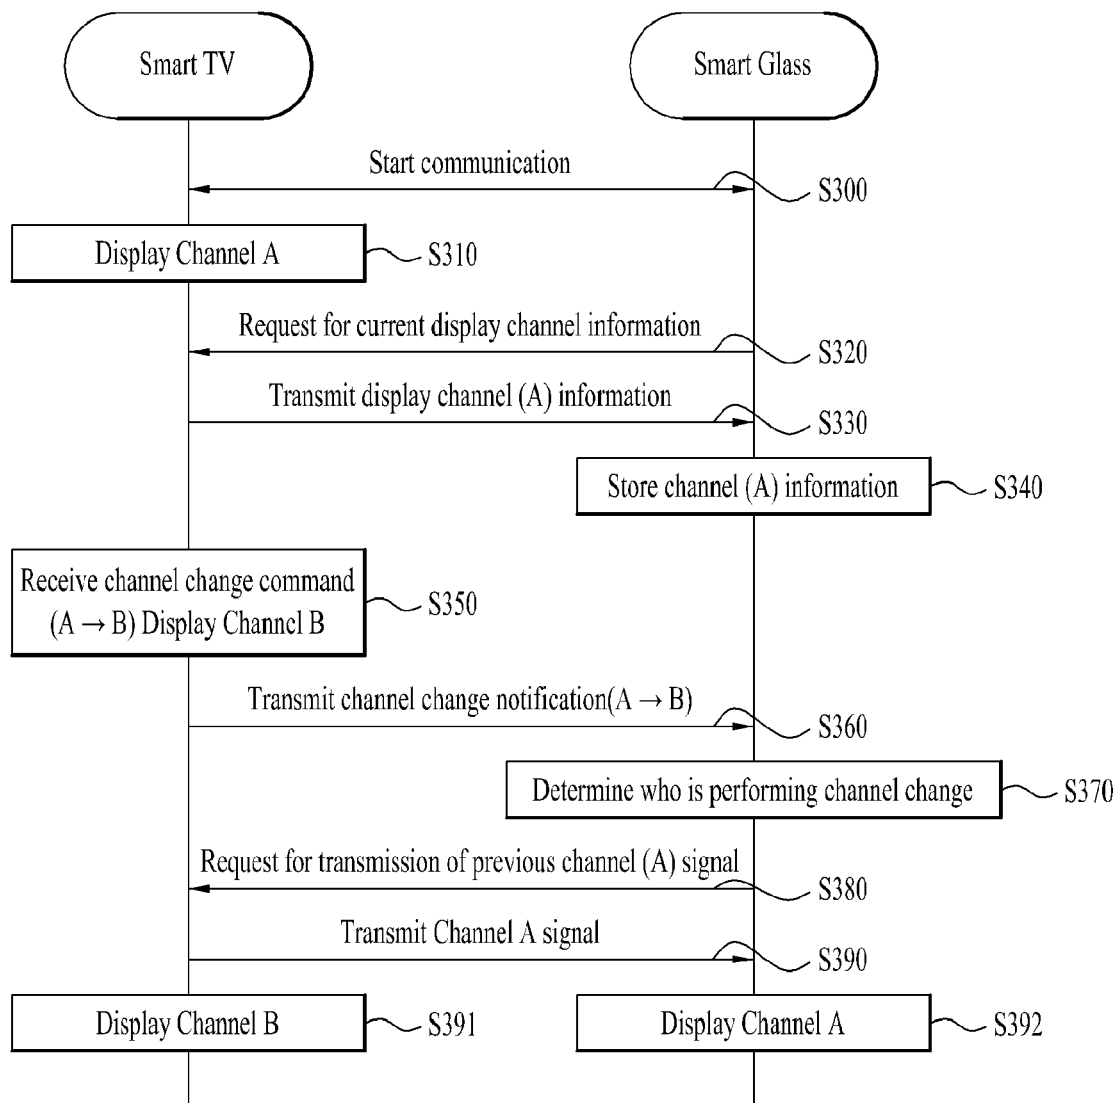 Smart TV
Smart Glass
Start communication
S300
Display Channel A
S310
Request for current display channel information
S320
Transmit display channel (A) information
S330
Store channel (A) information
S340
Receive channel change command
(A → B) Display Channel B
S350
Transmit channel change notification(A → B)
S360
Determine who is performing channel change
S370
Request for transmission of previous channel (A) signal
S380
Transmit Channel A signal
S390
Display Channel B
S391
Display Channel A
S392